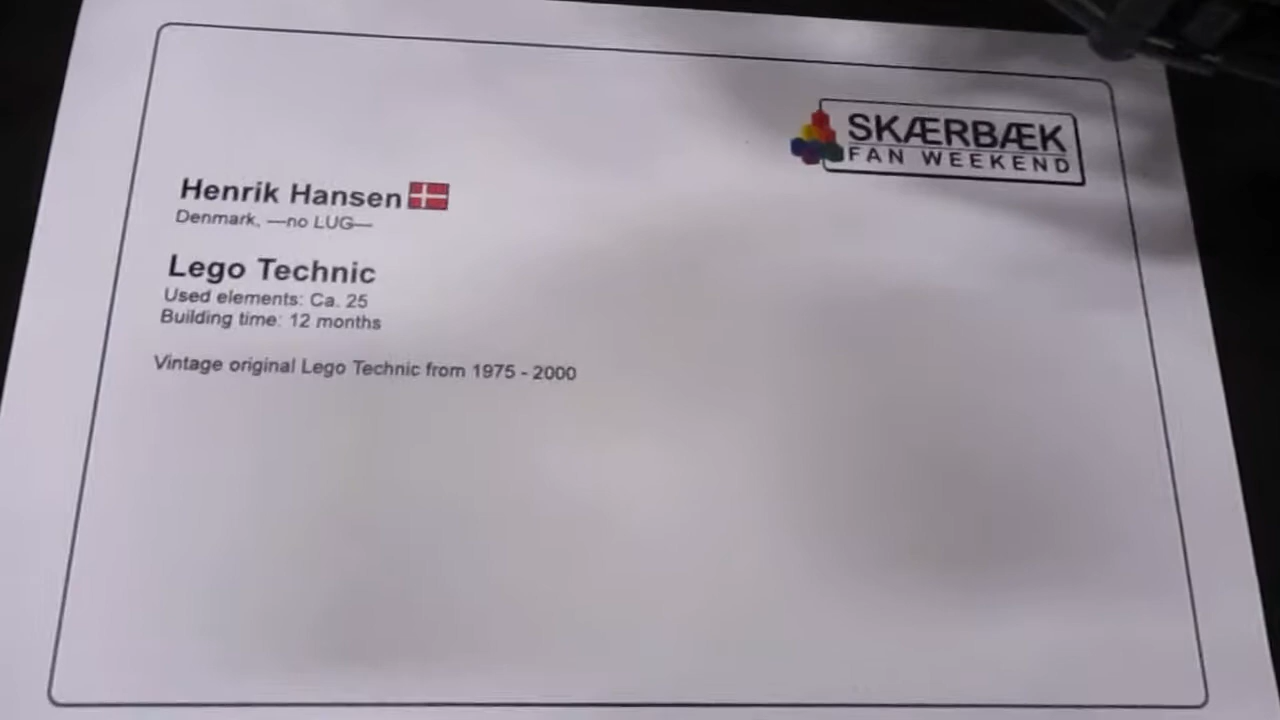 SKÆRBÆK
FAN WEEKEND
Henrik Hansen
Denmark, —no LUG—
Lego Technic
Used elements: Ca. 25
Building time: 12 months
Vintage original Lego Technic from 1975 - 2000